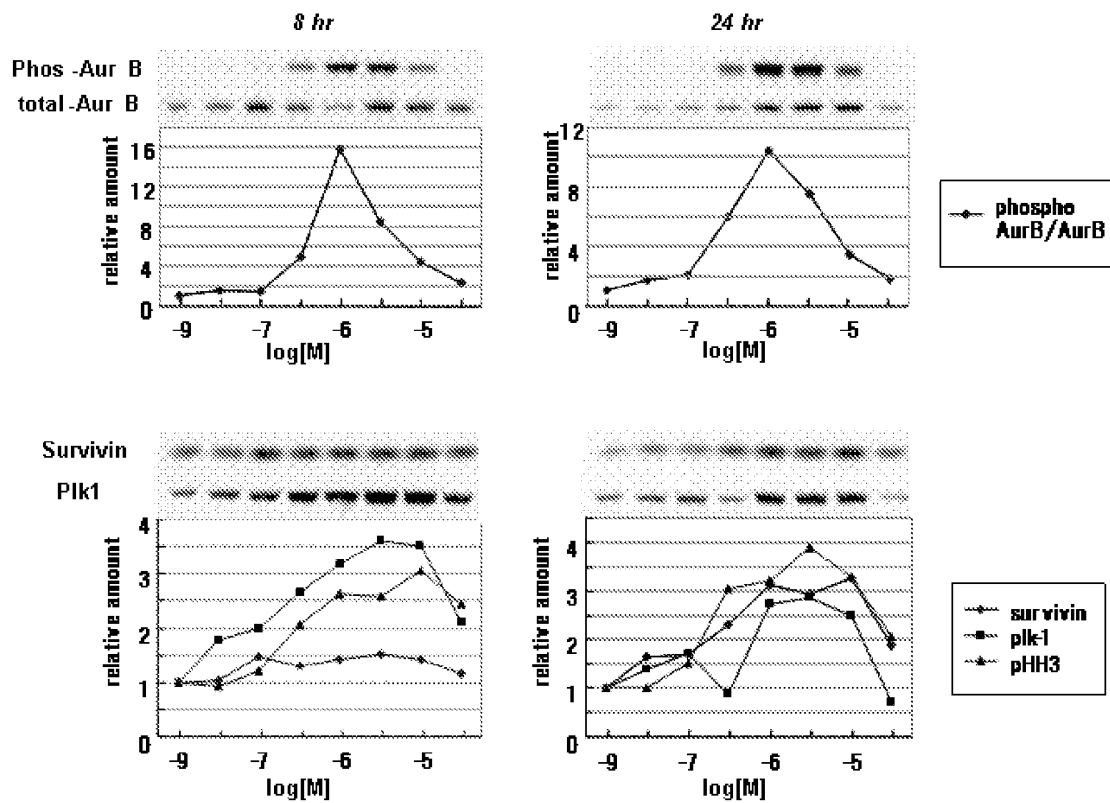 8 hr
24 hr
Phos-Aur B
total-Aur B
relative amount
16
12
8
4
0
-9
-7
-6
-5
log[M]
relative amount
12
8
4
0
-9
-7
-6
-5
log[M]
phosphe
AurB/AurB
Survivin
Plk1
relative amount
4
3
2
1
0
-9
-7
-6
-5
log[M]
relative amount
4
3
2
1
0
-9
-7
-6
-5
log[M]
survivin
plk-1
pHH3